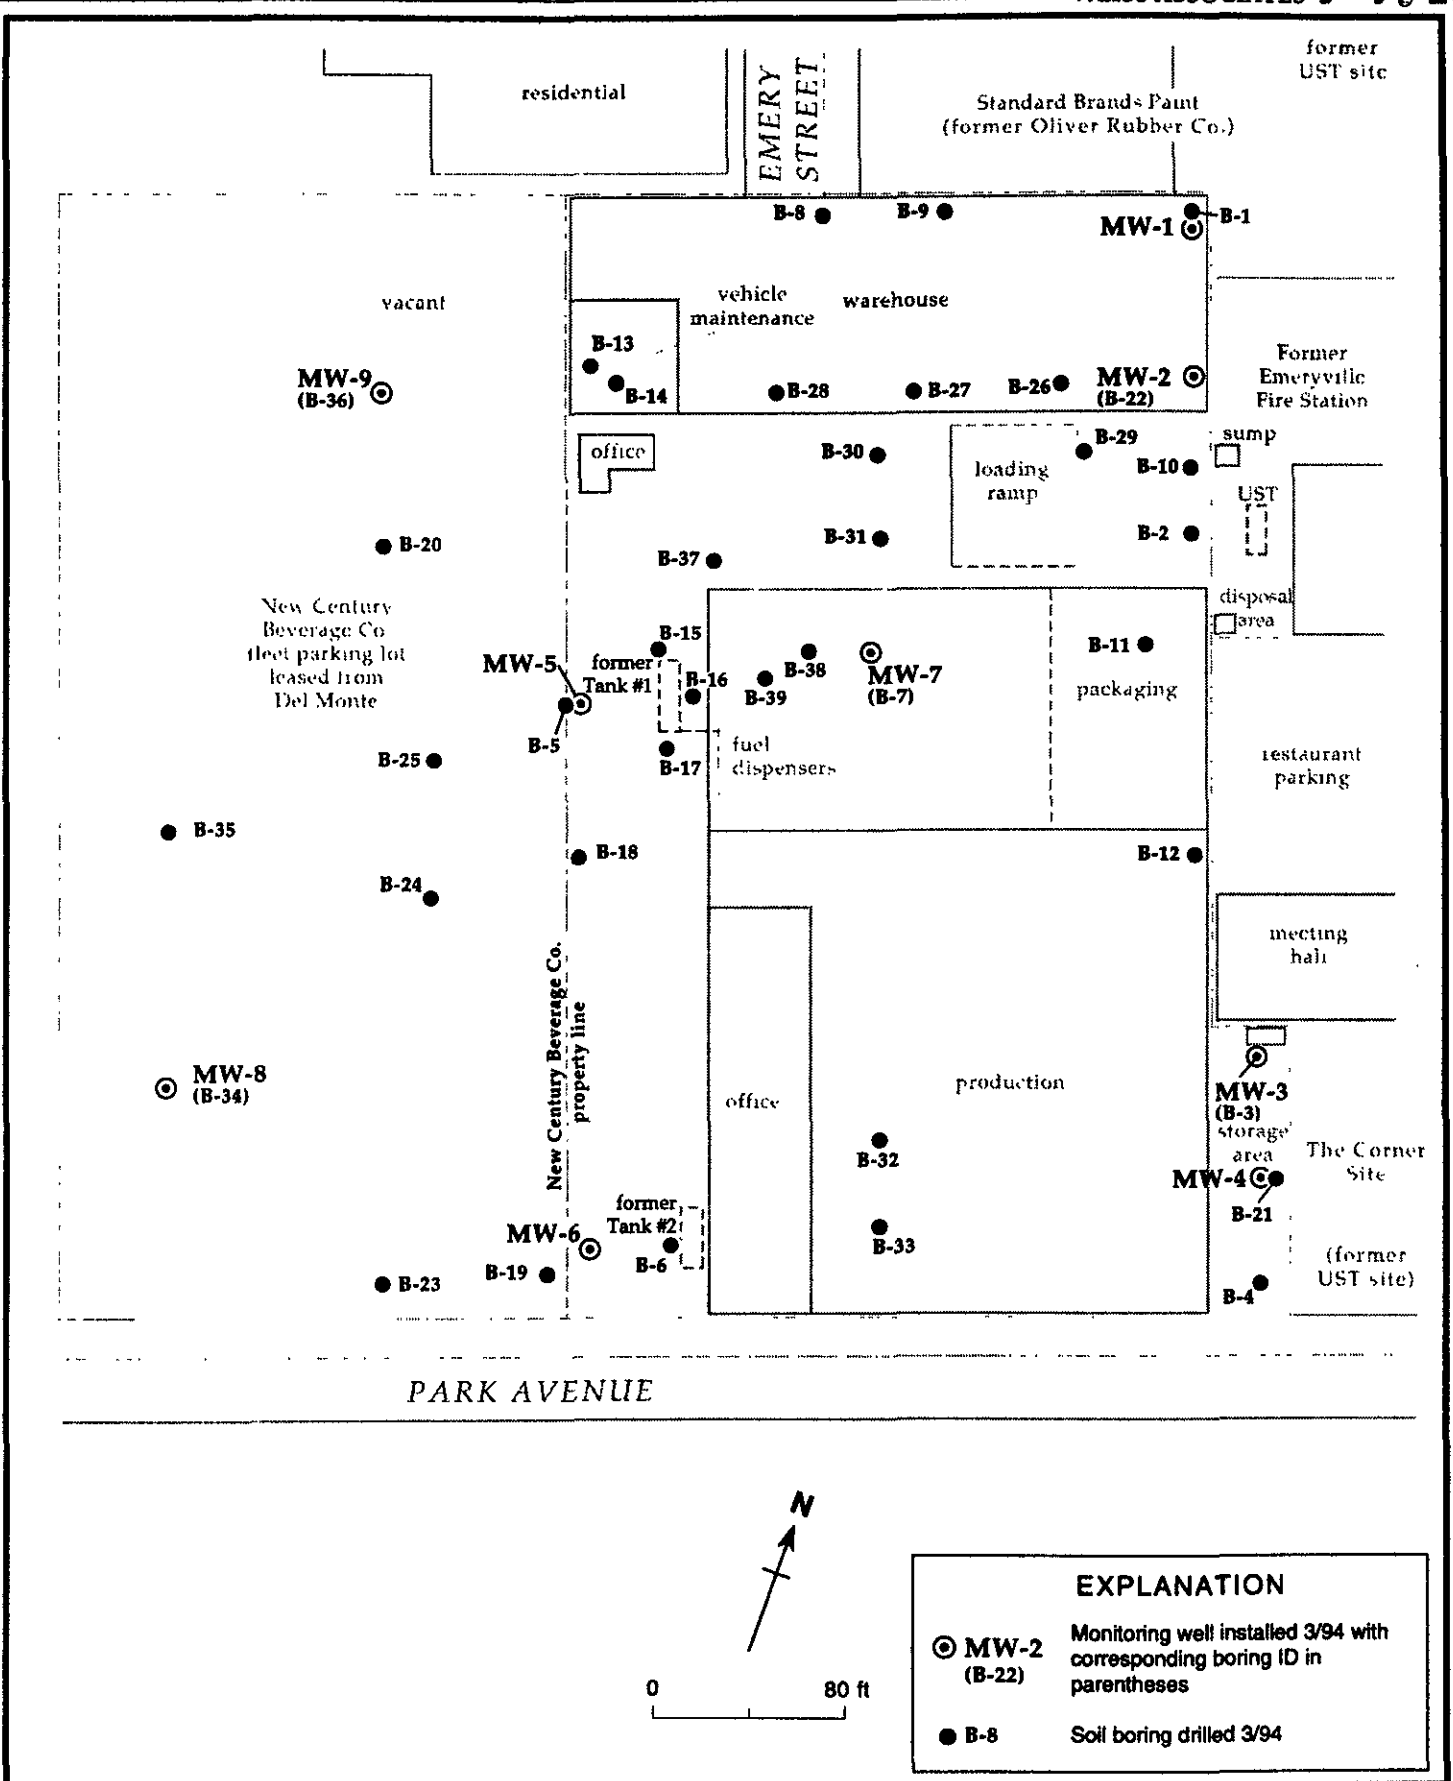 former
UST site
residential
EMERY
STREET
Standard Brands Paint
(former Oliver Rubber Co.)
B-8
B-9
B-1
MW-1
vacant
vehicle
maintenance
warehouse
B-13
B-14
MW-9
(B-36)
B-28
B-27
B-26
MW-2
(B-22)
Former
Emeryville
Fire Station
office
B-30
loading
ramp
B-29
B-10
sump
UST
B-20
B-31
B-2
B-37
New Century
Beverage Co
fleet parking lot
leased from
Del Monte
disposal
area
B-15
MW-5
former
Tank #1
B-16
B-38
B-39
MW-7
(B-7)
B-11
packaging
B-5
B-17
fuel
dispensers
B-25
restaurant
parking
B-35
B-18
B-12
B-24
meeting
hall
New Century Beverage Co.
property line
MW-8
(B-34)
office
production
MW-3
(B-3)
storage
area
The Corner
Site
B-32
MW-4
B-21
former
Tank #2
MW-6
B-6
B-33
(former
UST site)
B-19
B-23
B-4
PARK AVENUE
N
0 80 ft
EXPLANATION
MW-2
(B-22)
Monitoring well installed 3/94 with
corresponding boring ID in
parentheses
B-8 Soil boring drilled 3/94